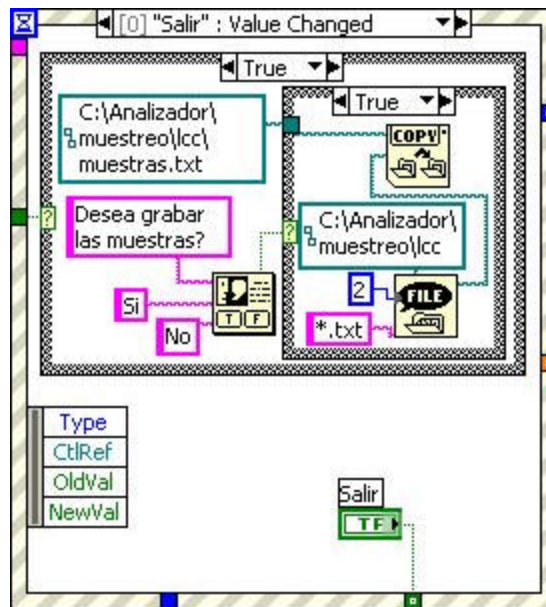 [0] "Salir" : Value Changed
True
True
C:\Analizador\
muestreo\lcc\
muestras.txt
COPY
Desea grabar
las muestras?
C:\Analizador\
muestreo\lcc
2
FILE
Si
T F
No
*.txt
Type
CtlRef
OldVal
NewVal
Salir
TF